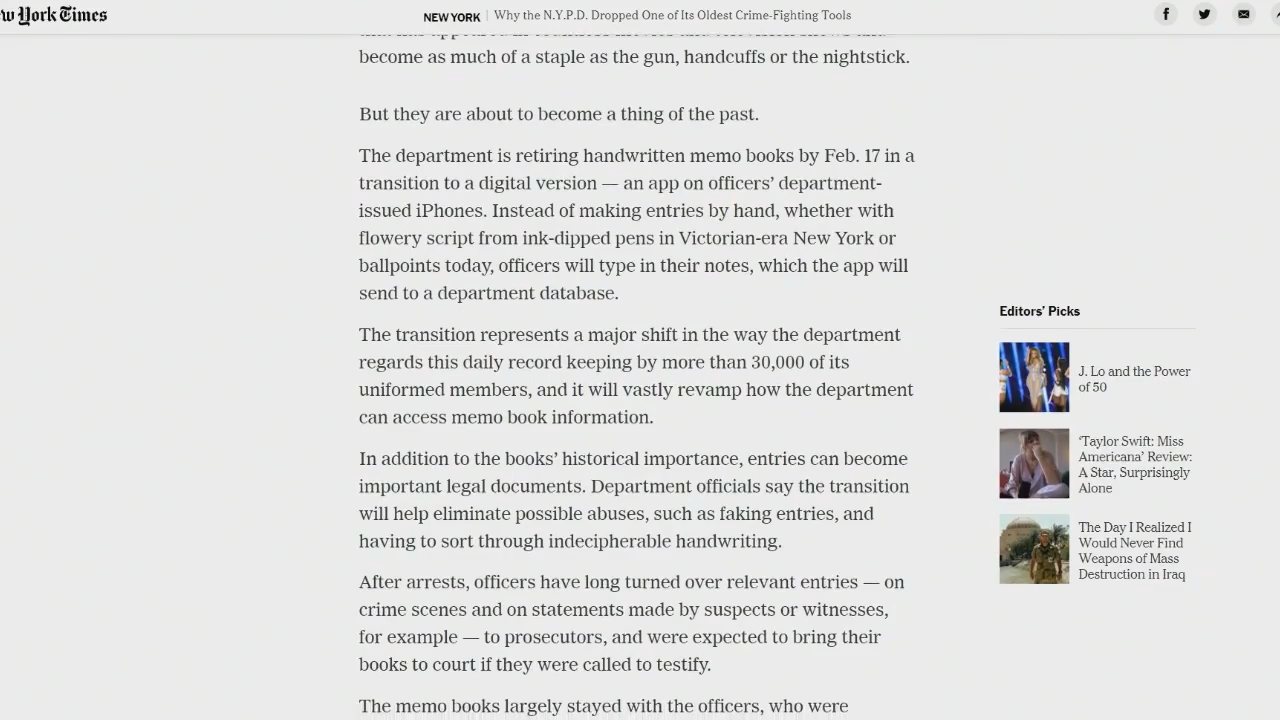 w York Times
NEW YORK | Why the N.Y.P.D. Dropped One of Its Oldest Crime-Fighting Tools
become as much of a staple as the gun, handcuffs or the nightstick.
But they are about to become a thing of the past.
The department is retiring handwritten memo books by Feb. 17 in a
transition to a digital version — an app on officers’ department-
issued iPhones. Instead of making entries by hand, whether with
flowery script from ink-dipped pens in Victorian-era New York or
ballpoints today, officers will type in their notes, which the app will
send to a department database.
The transition represents a major shift in the way the department
regards this daily record keeping by more than 30,000 of its
uniformed members, and it will vastly revamp how the department
can access memo book information.
In addition to the books’ historical importance, entries can become
important legal documents. Department officials say the transition
will help eliminate possible abuses, such as faking entries, and
having to sort through indecipherable handwriting.
After arrests, officers have long turned over relevant entries — on
crime scenes and on statements made by suspects or witnesses,
for example — to prosecutors, and were expected to bring their
books to court if they were called to testify.
The memo books largely stayed with the officers, who were
Editors’ Picks
J. Lo and the Power
of 50
‘Taylor Swift: Miss
Americana’ Review:
A Star, Surprisingly
Alone
The Day I Realized I
Would Never Find
Weapons of Mass
Destruction in Iraq